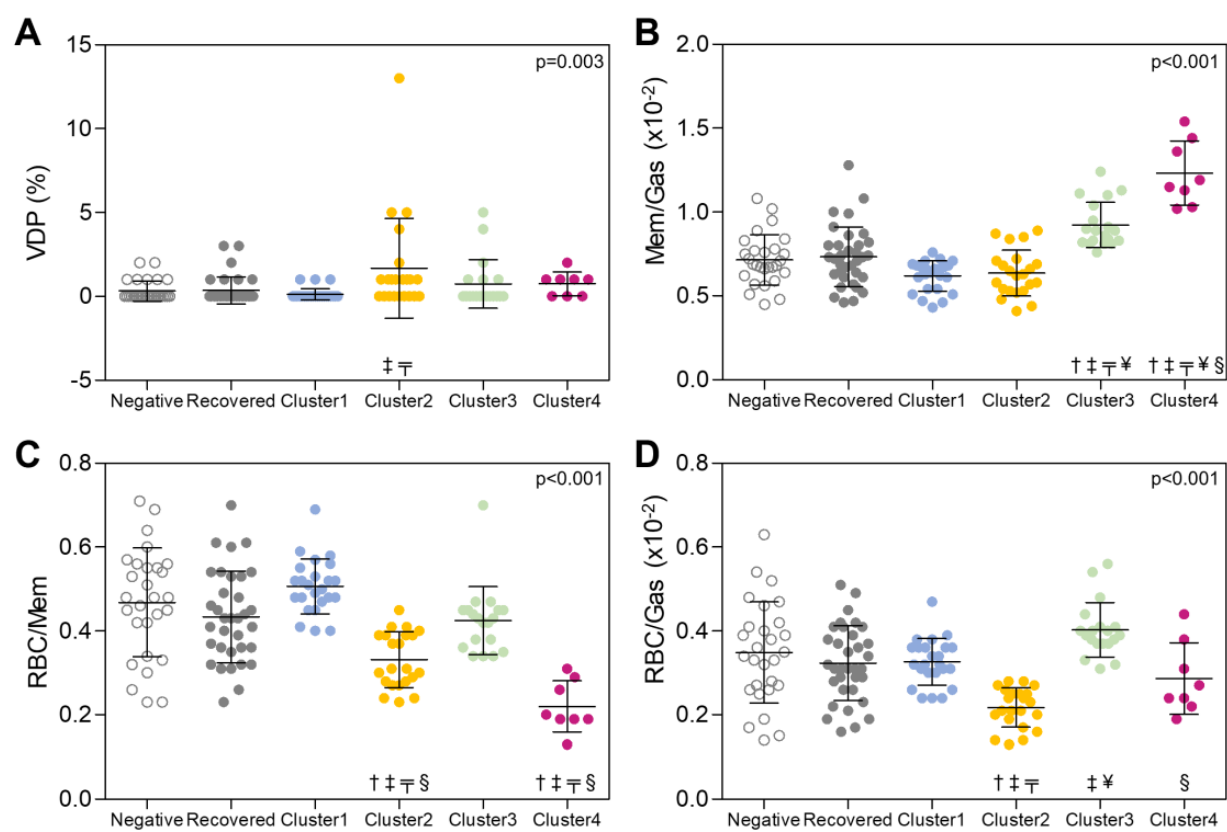 A
15
10
5
0
-5
VDP (%)
p=0.003
‡ ╤
Negative Recovered Cluster1 Cluster2 Cluster3 Cluster4
B
2.0
1.5
1.0
0.5
0.0
Mem/Gas (x10-2)
p<0.001
† ‡ ╤ ¥ † ‡ ╤ ¥ §
Negative Recovered Cluster1 Cluster2 Cluster3 Cluster4
C
0.8
0.6
0.4
0.2
0.0
RBC/Mem
p<0.001
† ‡ ╤ § † ‡ ╤ §
Negative Recovered Cluster1 Cluster2 Cluster3 Cluster4
D
0.8
0.6
0.4
0.2
0.0
RBC/Gas (x10-2)
p<0.001
† ‡ ╤ ‡ ¥ §
Negative Recovered Cluster1 Cluster2 Cluster3 Cluster4